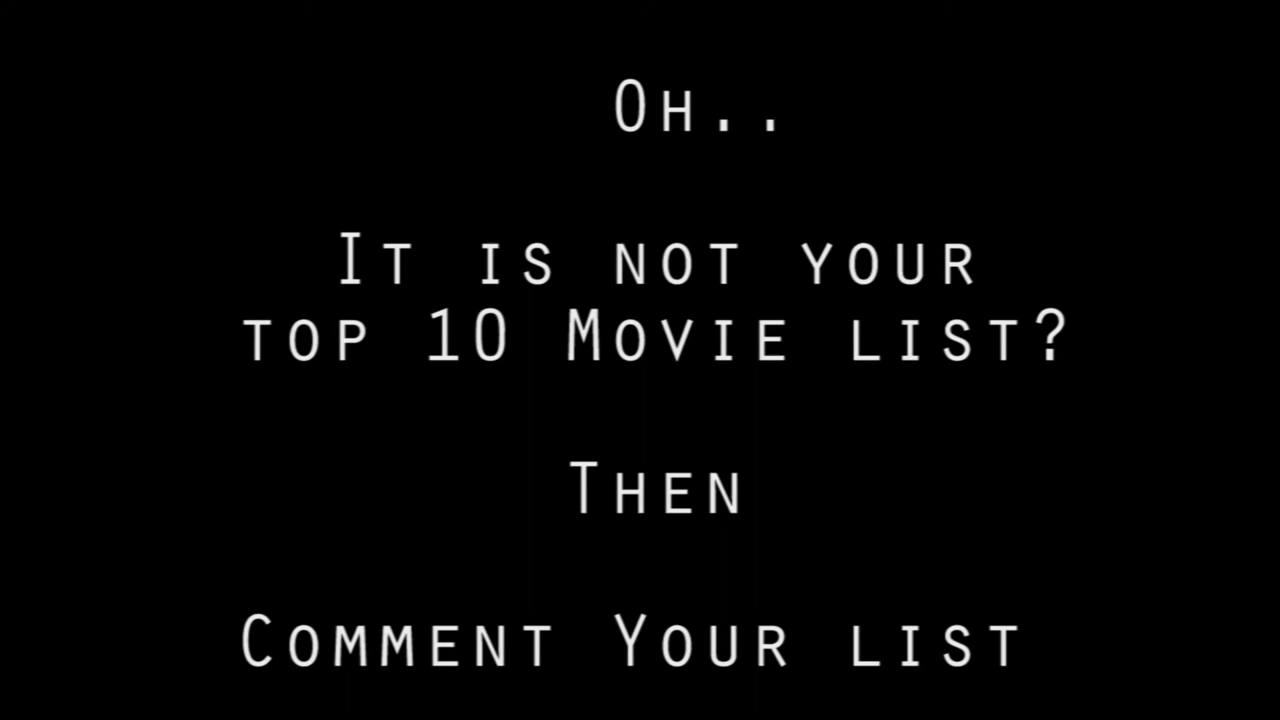 Oh..
It is not your
top 10 Movie list?
Then
Comment Your list